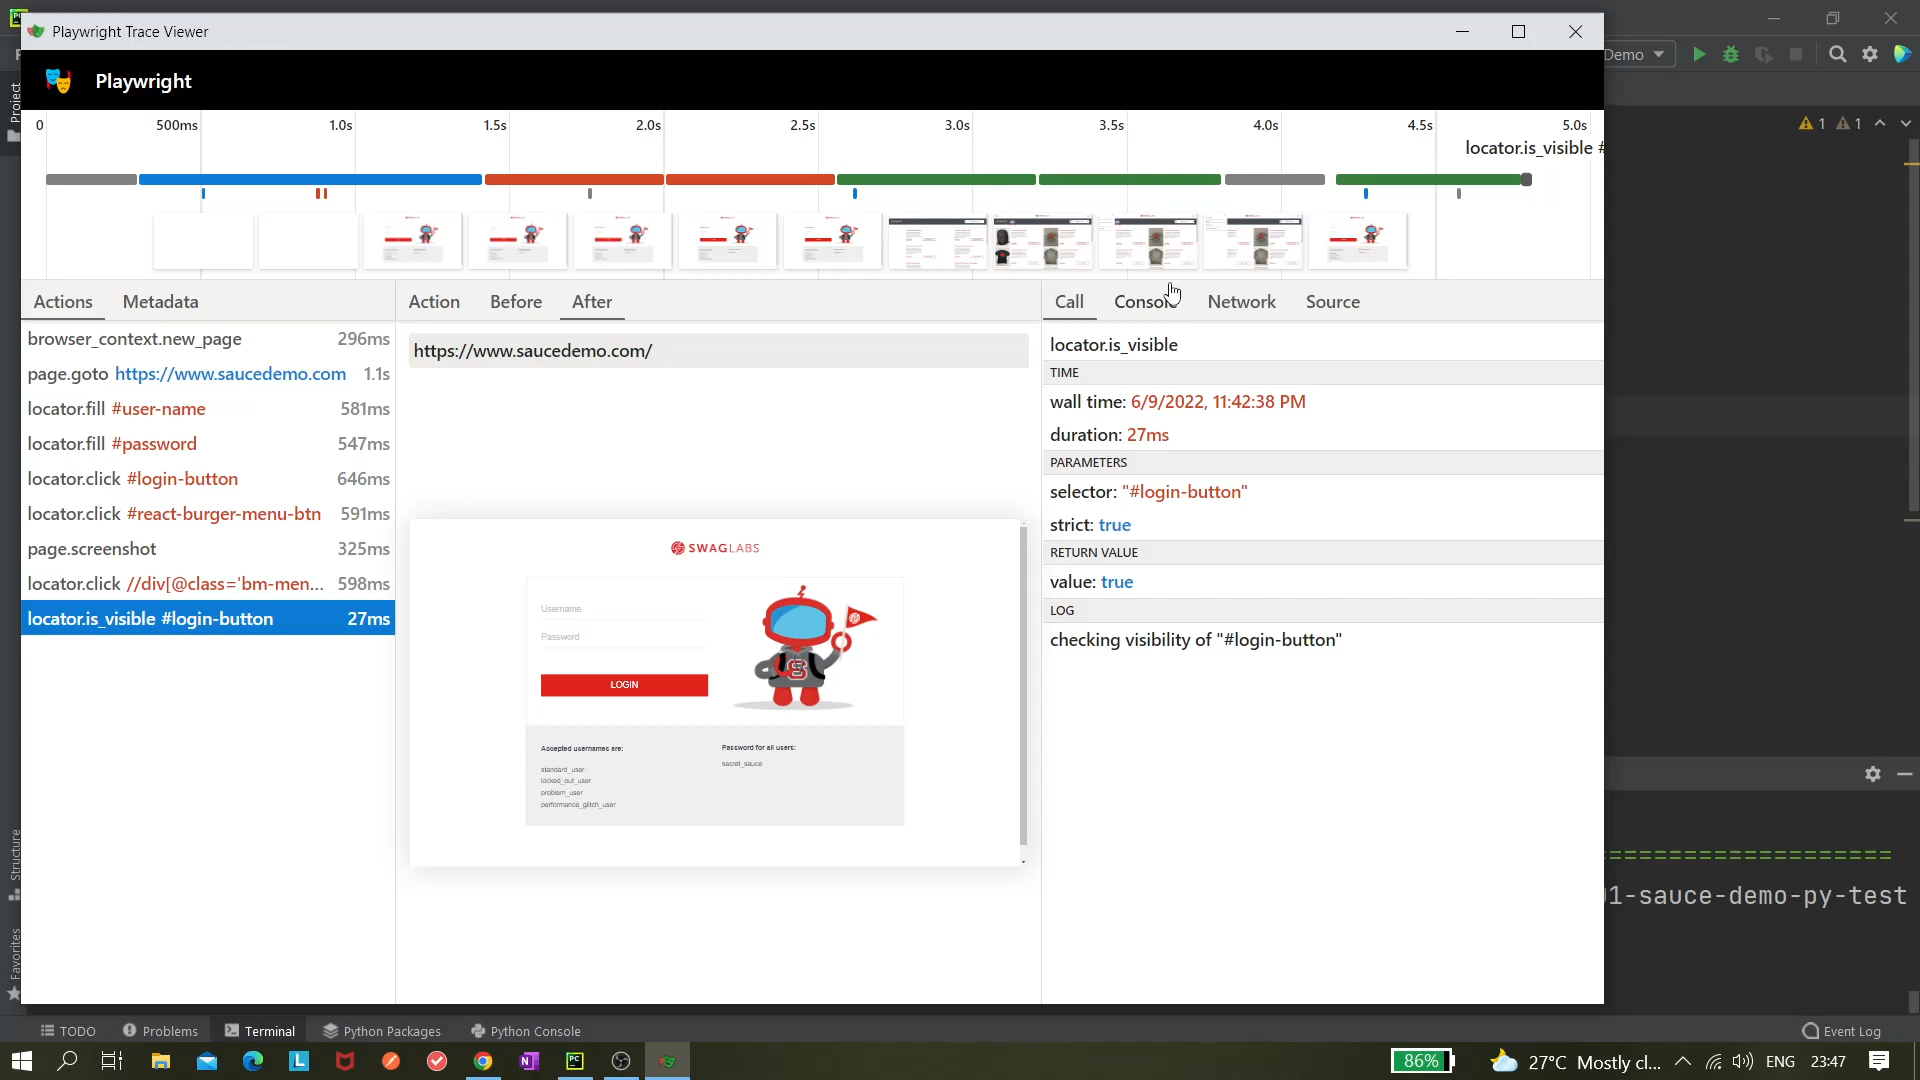 Playwright Trace Viewer
Playwright
Demo
0 500ms 1.0s 1.5s 2.0s 2.5s 3.0s 3.5s 4.0s 4.5s 5.0s
locator.is_visible #
Project
1 1
Actions Metadata
browser_context.new_page 296ms
page.goto https://www.saucedemo.com 1.1s
locator.fill #user-name 581ms
locator.fill #password 547ms
locator.click #login-button 646ms
locator.click #react-burger-menu-btn 591ms
page.screenshot 325ms
locator.click //div[@class='bm-men... 598ms
locator.is_visible #login-button 27ms
Action Before After
https://www.saucedemo.com/
SWAGLABS
Username
Password
LOGIN
Accepted usernames are:
standard_user
locked_out_user
problem_user
performance_glitch_user
Password for all users:
secret_sauce
Call Console Network Source
locator.is_visible
TIME
wall time: 6/9/2022, 11:42:38 PM
duration: 27ms
PARAMETERS
selector: "#login-button"
strict: true
RETURN VALUE
value: true
LOG
checking visibility of "#login-button"
====================
01-sauce-demo-py-test
Structure
Favorites
TODO Problems Terminal Python Packages Python Console Event Log
86% 27°C Mostly cl... ENG 23:47